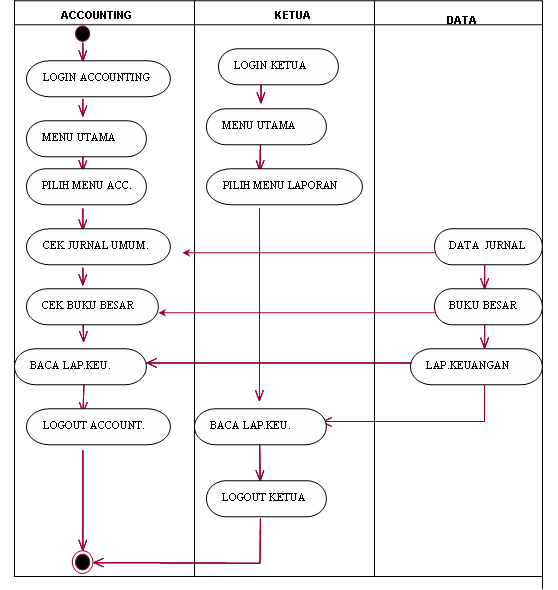 ACCOUNTING
KETUA
DATA
LOGIN ACCOUNTING
LOGIN KETUA
MENU UTAMA
MENU UTAMA
PILIH MENU ACC.
PILIH MENU LAPORAN
CEK JURNAL UMUM.
DATA JURNAL
CEK BUKU BESAR
BUKU BESAR
BACA LAP.KEU.
LAP.KEUANGAN
LOGOUT ACCOUNT.
BACA LAP.KEU.
LOGOUT KETUA